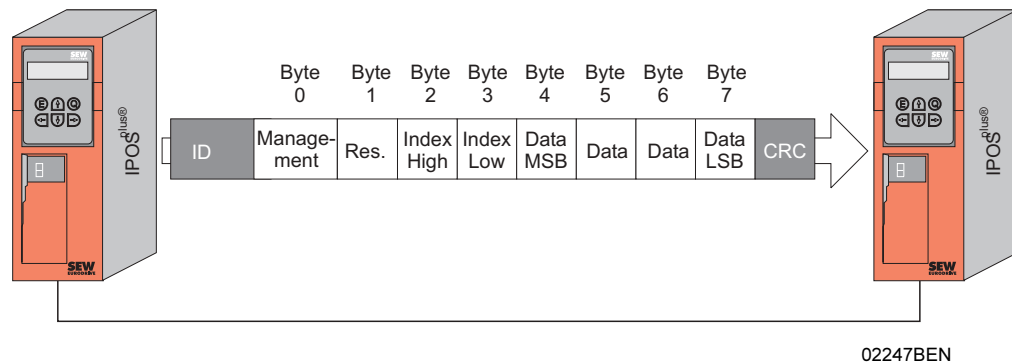 Byte 0
Byte 1
Byte 2
Byte 3
Byte 4
Byte 5
Byte 6
Byte 7
ID
Manage-
ment
Res.
Index
High
Index
Low
Data
MSB
Data
Data
Data
LSB
CRC
SEW
E
Q
IPOSplus®
SEW
EURODRIVE
SEW
E
Q
IPOSplus®
SEW
EURODRIVE
02247BEN